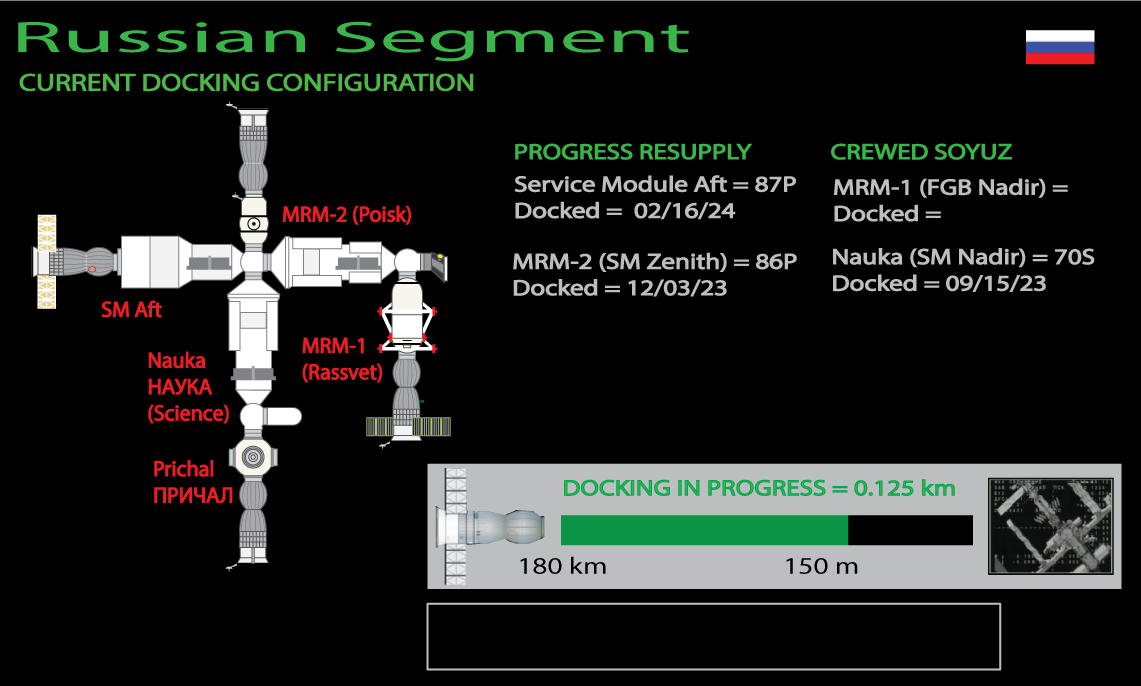 Russian Segment
CURRENT DOCKING CONFIGURATION
PROGRESS RESUPPLY
Service Module Aft = 87P
Docked = 02/16/24
MRM-2 (SM Zenith) = 86P
Docked = 12/03/23
CREWED SOYUZ
MRM-1 (FGB Nadir) =
Docked =
Nauka (SM Nadir) = 70S
Docked = 09/15/23
MRM-2 (Poisk)
SM Aft
MRM-1
(Rassvet)
Nauka
НАУКА
(Science)
Prichal
ПРИЧАЛ
DOCKING IN PROGRESS = 0.125 km
180 km
150 m